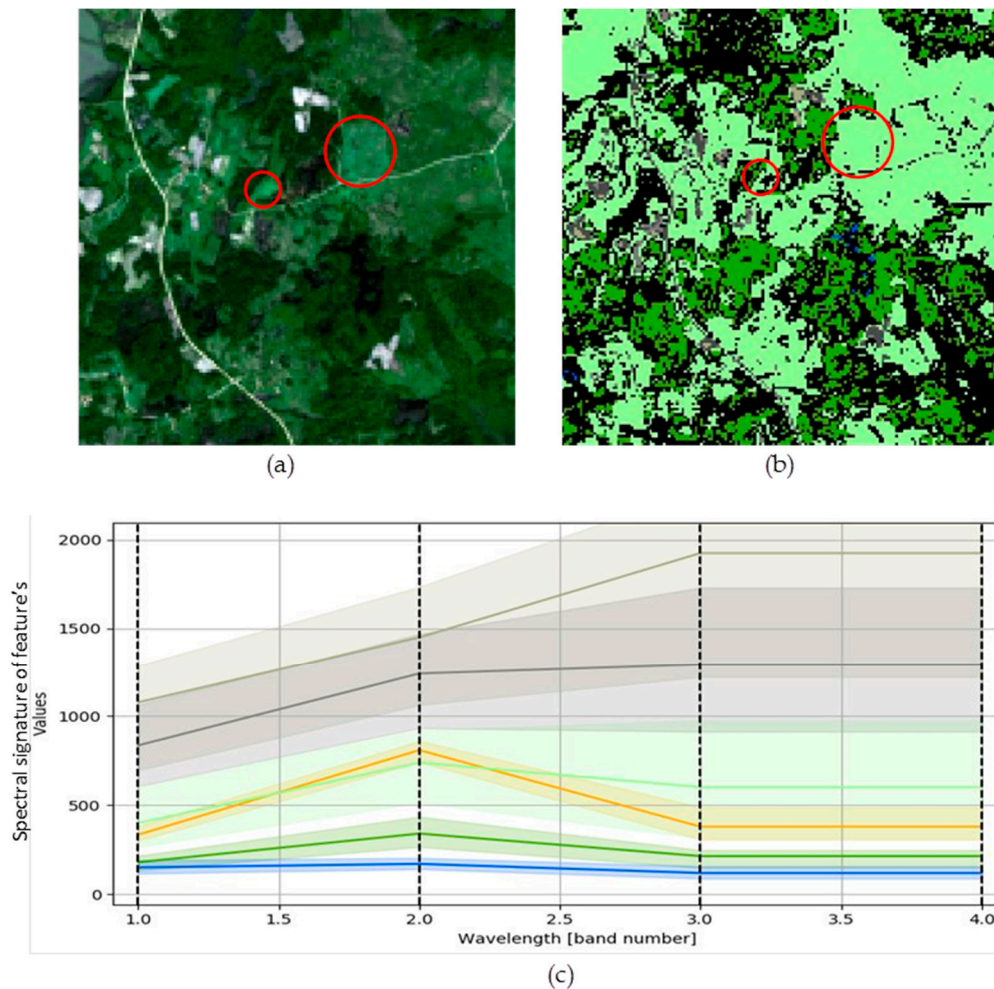 (a)
(b)
Spectral signature of feature's
Values
2000
1500
1000
500
0
1.0
1.5
2.0
2.5
3.0
3.5
4.0
Wavelength [band number]
(c)